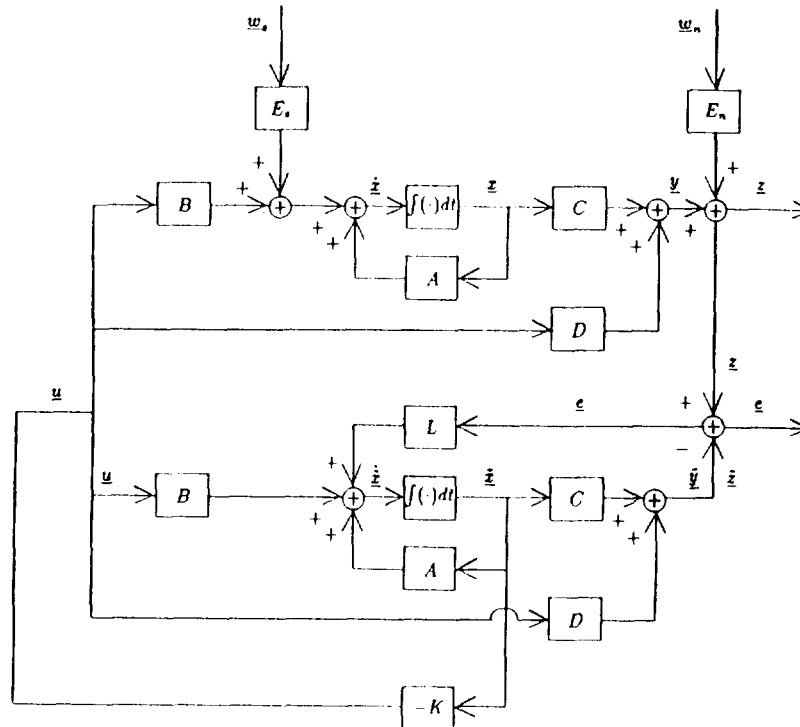 w_s w_n
E_s E_n
+ +
B + + + + ẋ ∫(·)dt x C + + y + + z
+ A
D
z
u
L e + e
−
u B + + + x̂̇ ∫(·)dt x̂ C + + ŷ ẑ
+ A
D
−K